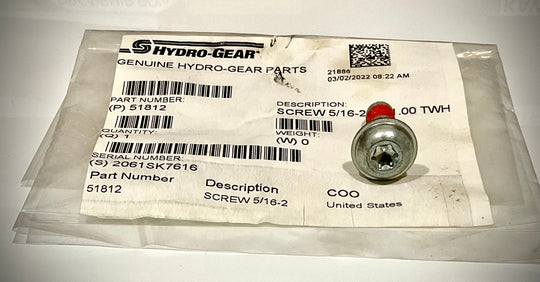 HYDRO-GEAR
GENUINE HYDRO-GEAR PARTS
21886
03/02/2022 08:22 AM
PART NUMBER:
(P) 51812
DESCRIPTION:
SCREW 5/16-2 .00 TWH
QUANTITY:
(Q) 1
WEIGHT:
(W) 0
SERIAL NUMBER:
(S) 2061SK7616
Part Number
51812
Description
SCREW 5/16-2
COO
United States